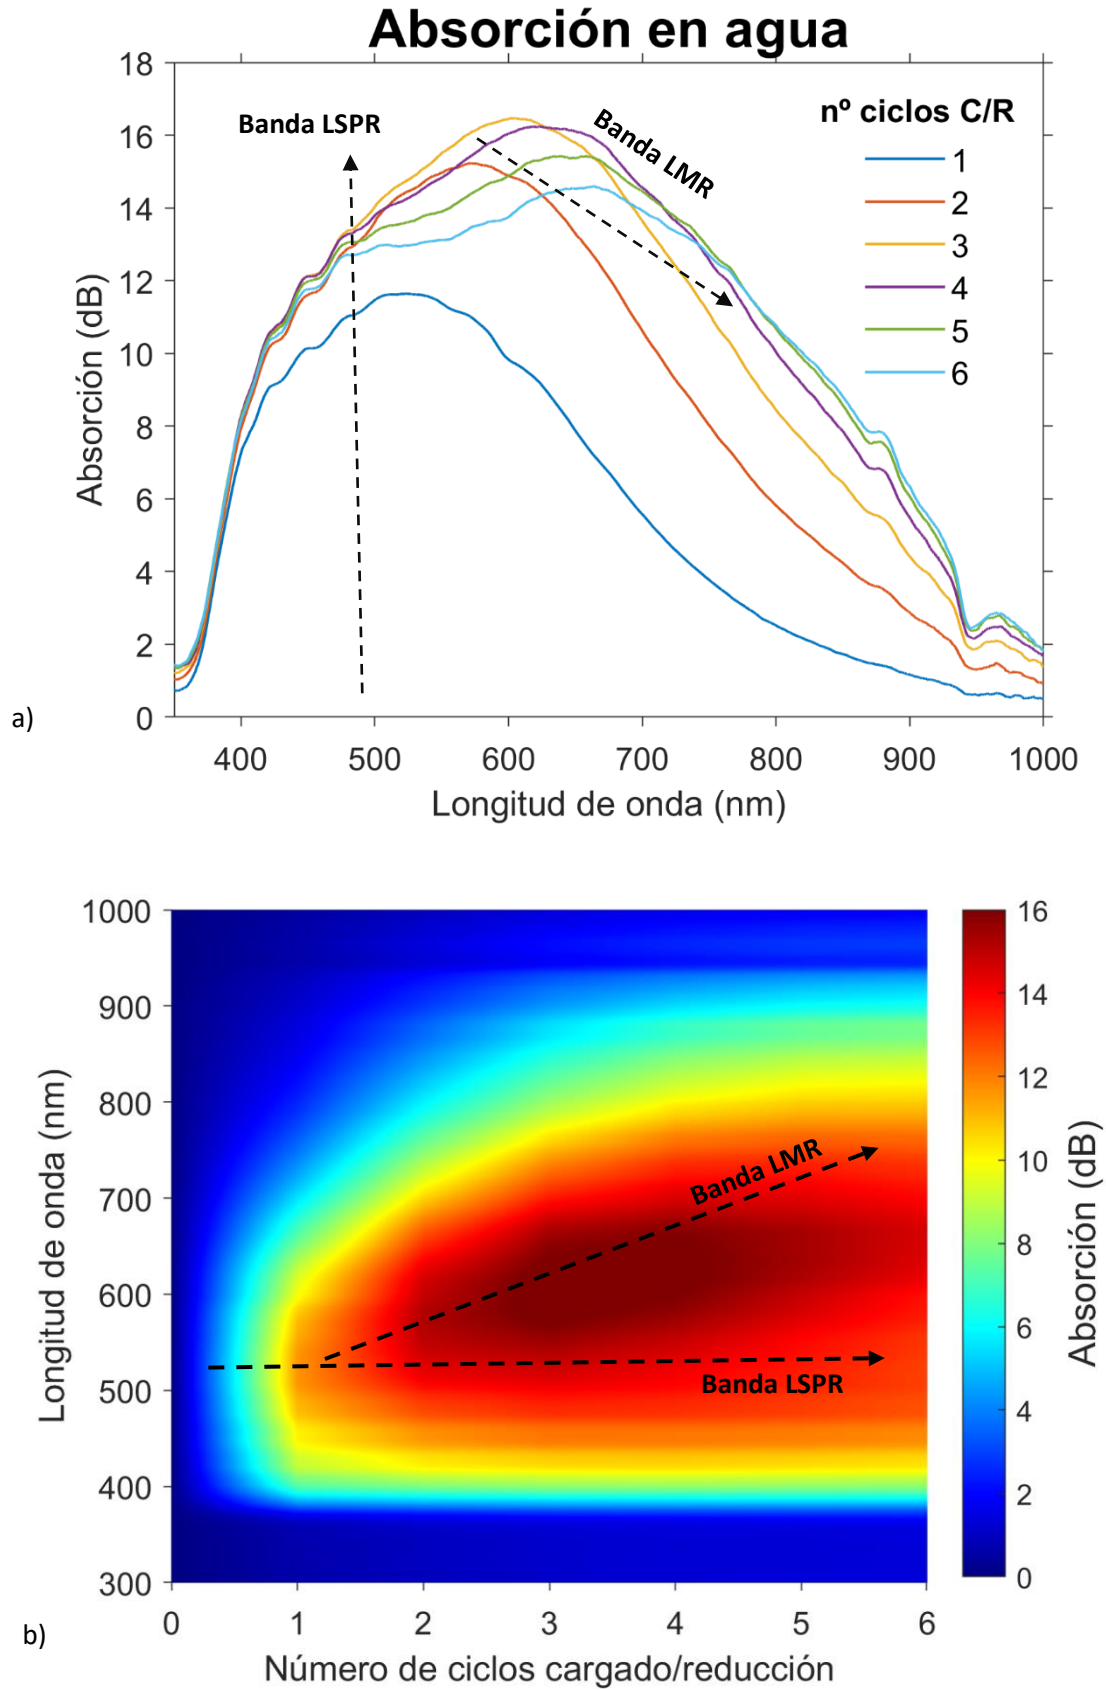 Absorción en agua
18
16
14
12
10
8
6
4
2
0
Absorción (dB)
Banda LSPR
Banda LMR
nº ciclos C/R
1
2
3
4
5
6
400 500 600 700 800 900 1000
Longitud de onda (nm)
a)
1000
900
800
700
600
500
400
300
Longitud de onda (nm)
Banda LMR
Banda LSPR
0 1 2 3 4 5 6
Número de ciclos cargado/reducción
16
14
12
10
8
6
4
2
0
Absorción (dB)
b)